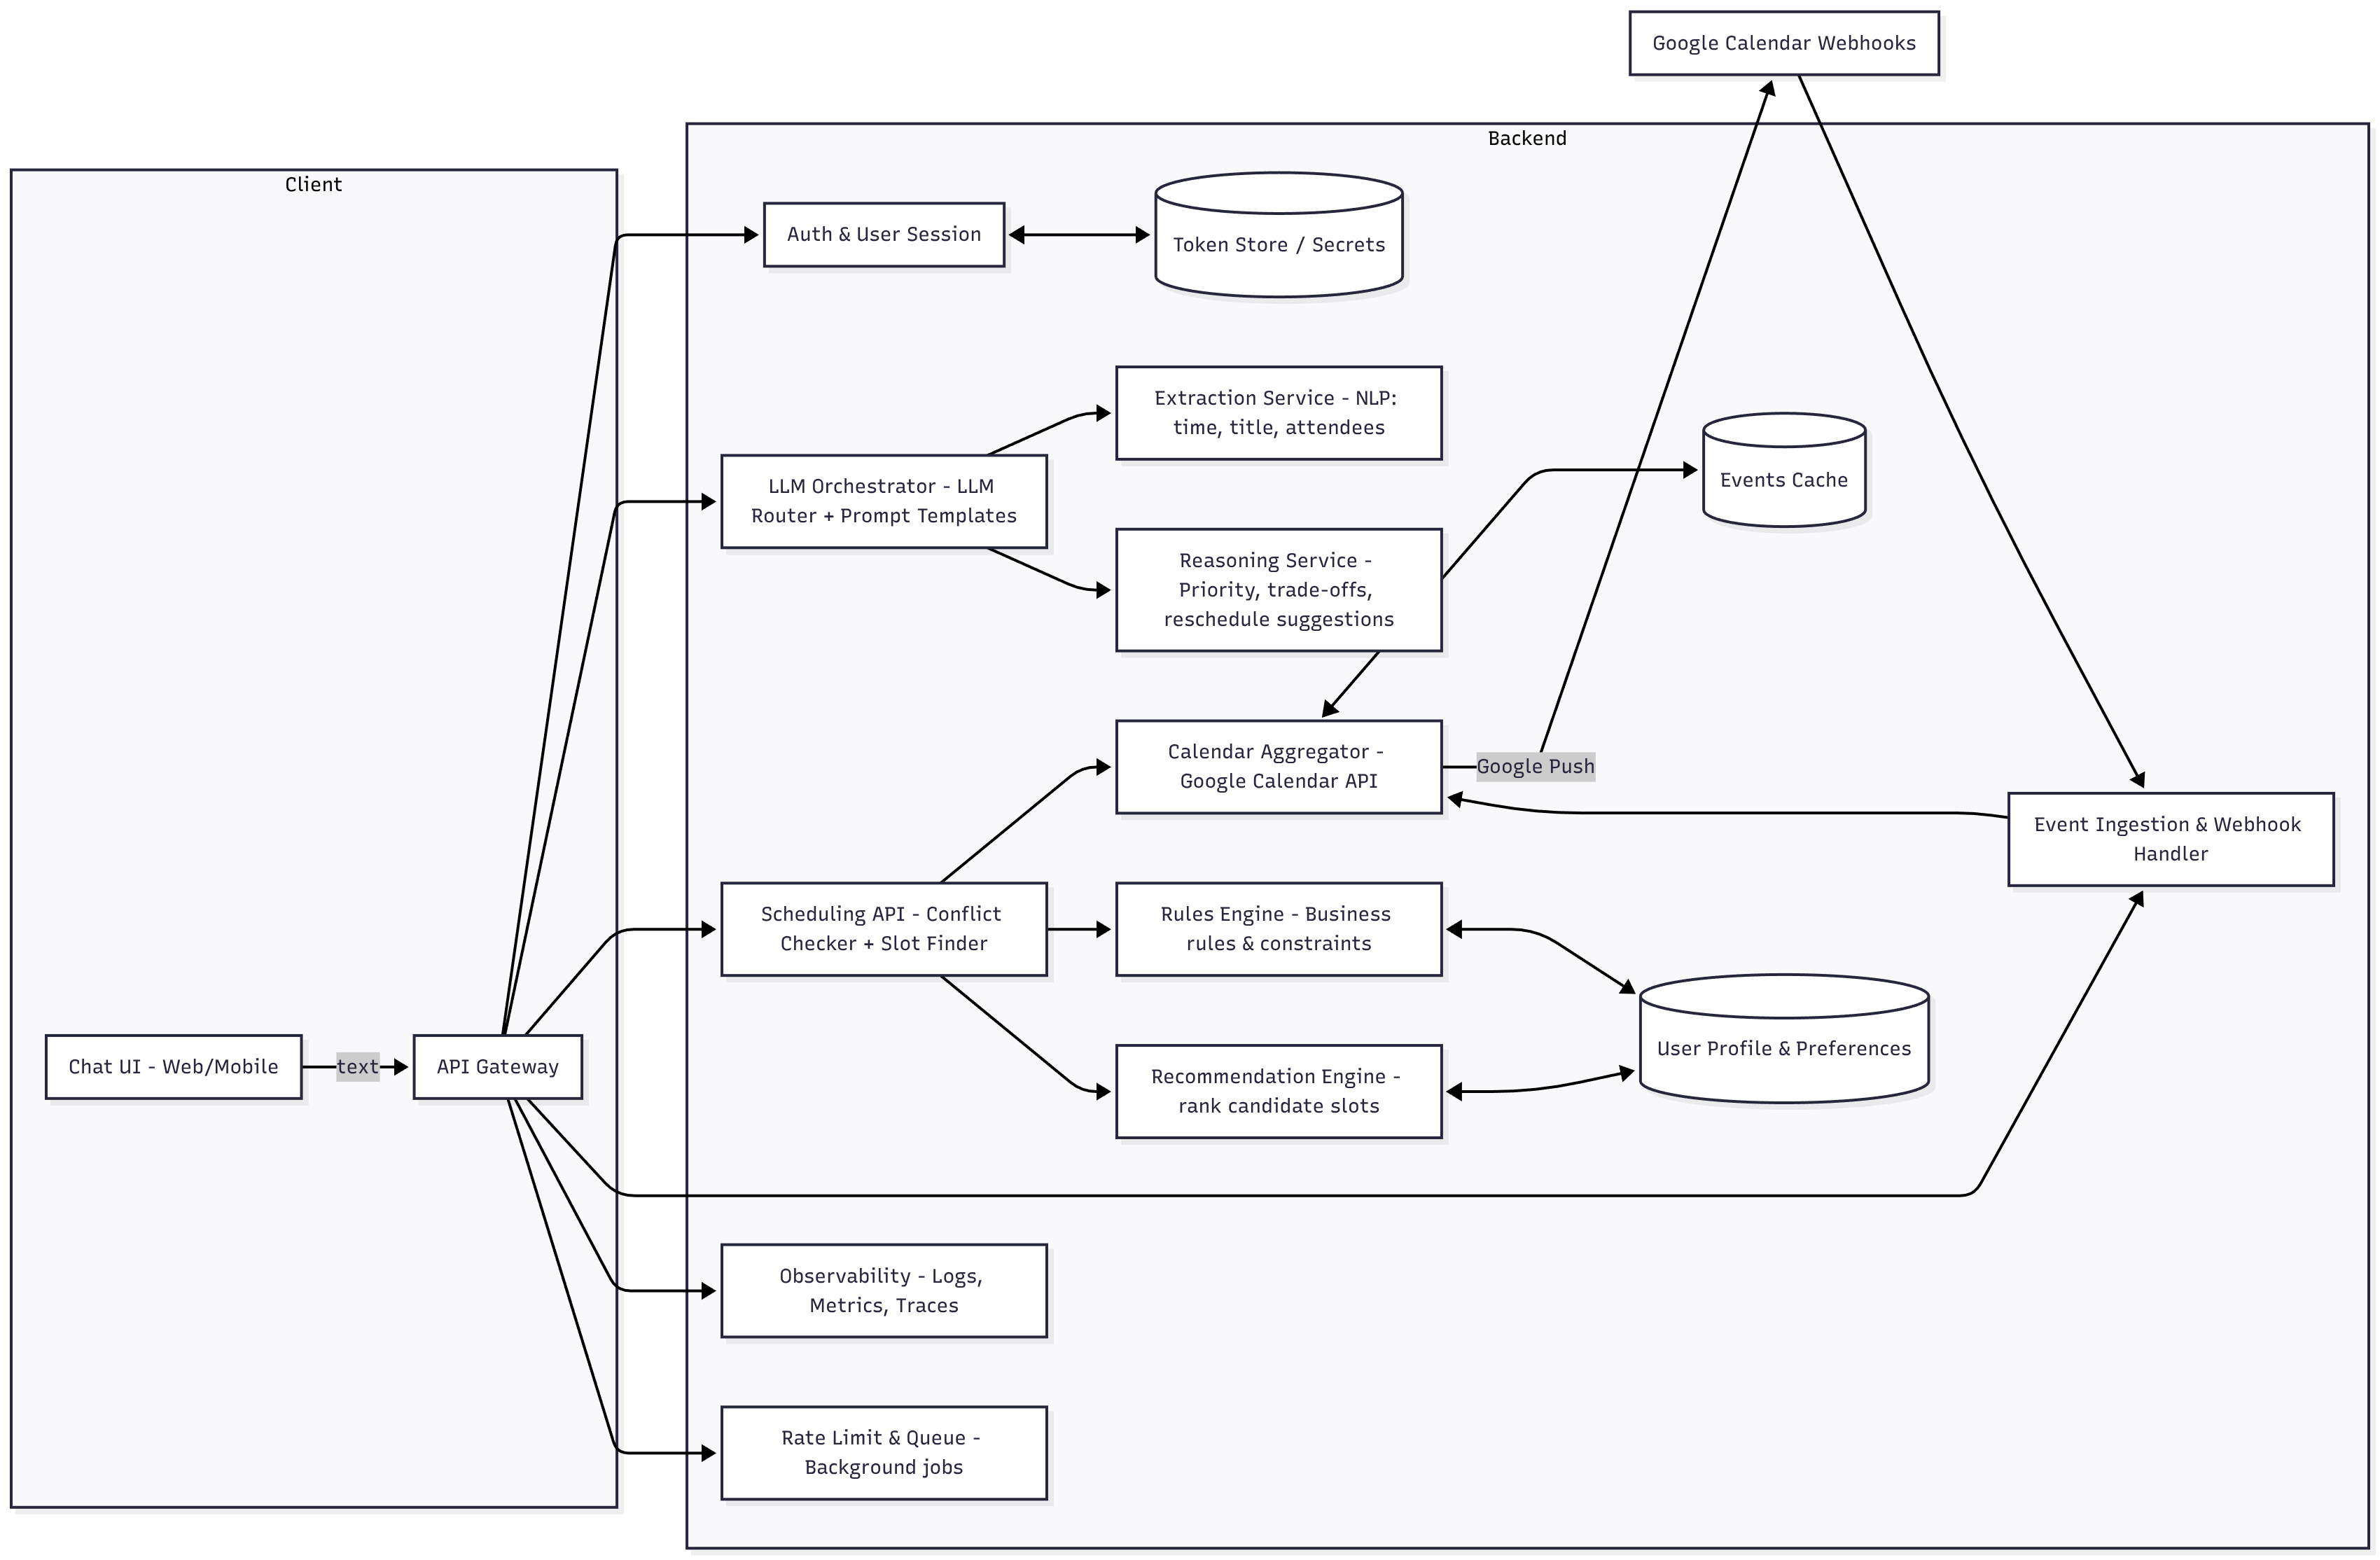 Google Calendar Webhooks
Backend
Client
Auth & User Session
Token Store / Secrets
Extraction Service - NLP:
time, title, attendees
LLM Orchestrator - LLM
Router + Prompt Templates
Events Cache
Reasoning Service -
Priority, trade-offs,
reschedule suggestions
Calendar Aggregator -
Google Calendar API
Google Push
Event Ingestion & Webhook
Handler
Scheduling API - Conflict
Checker + Slot Finder
Rules Engine - Business
rules & constraints
User Profile & Preferences
Chat UI - Web/Mobile
text
API Gateway
Recommendation Engine -
rank candidate slots
Observability - Logs,
Metrics, Traces
Rate Limit & Queue -
Background jobs